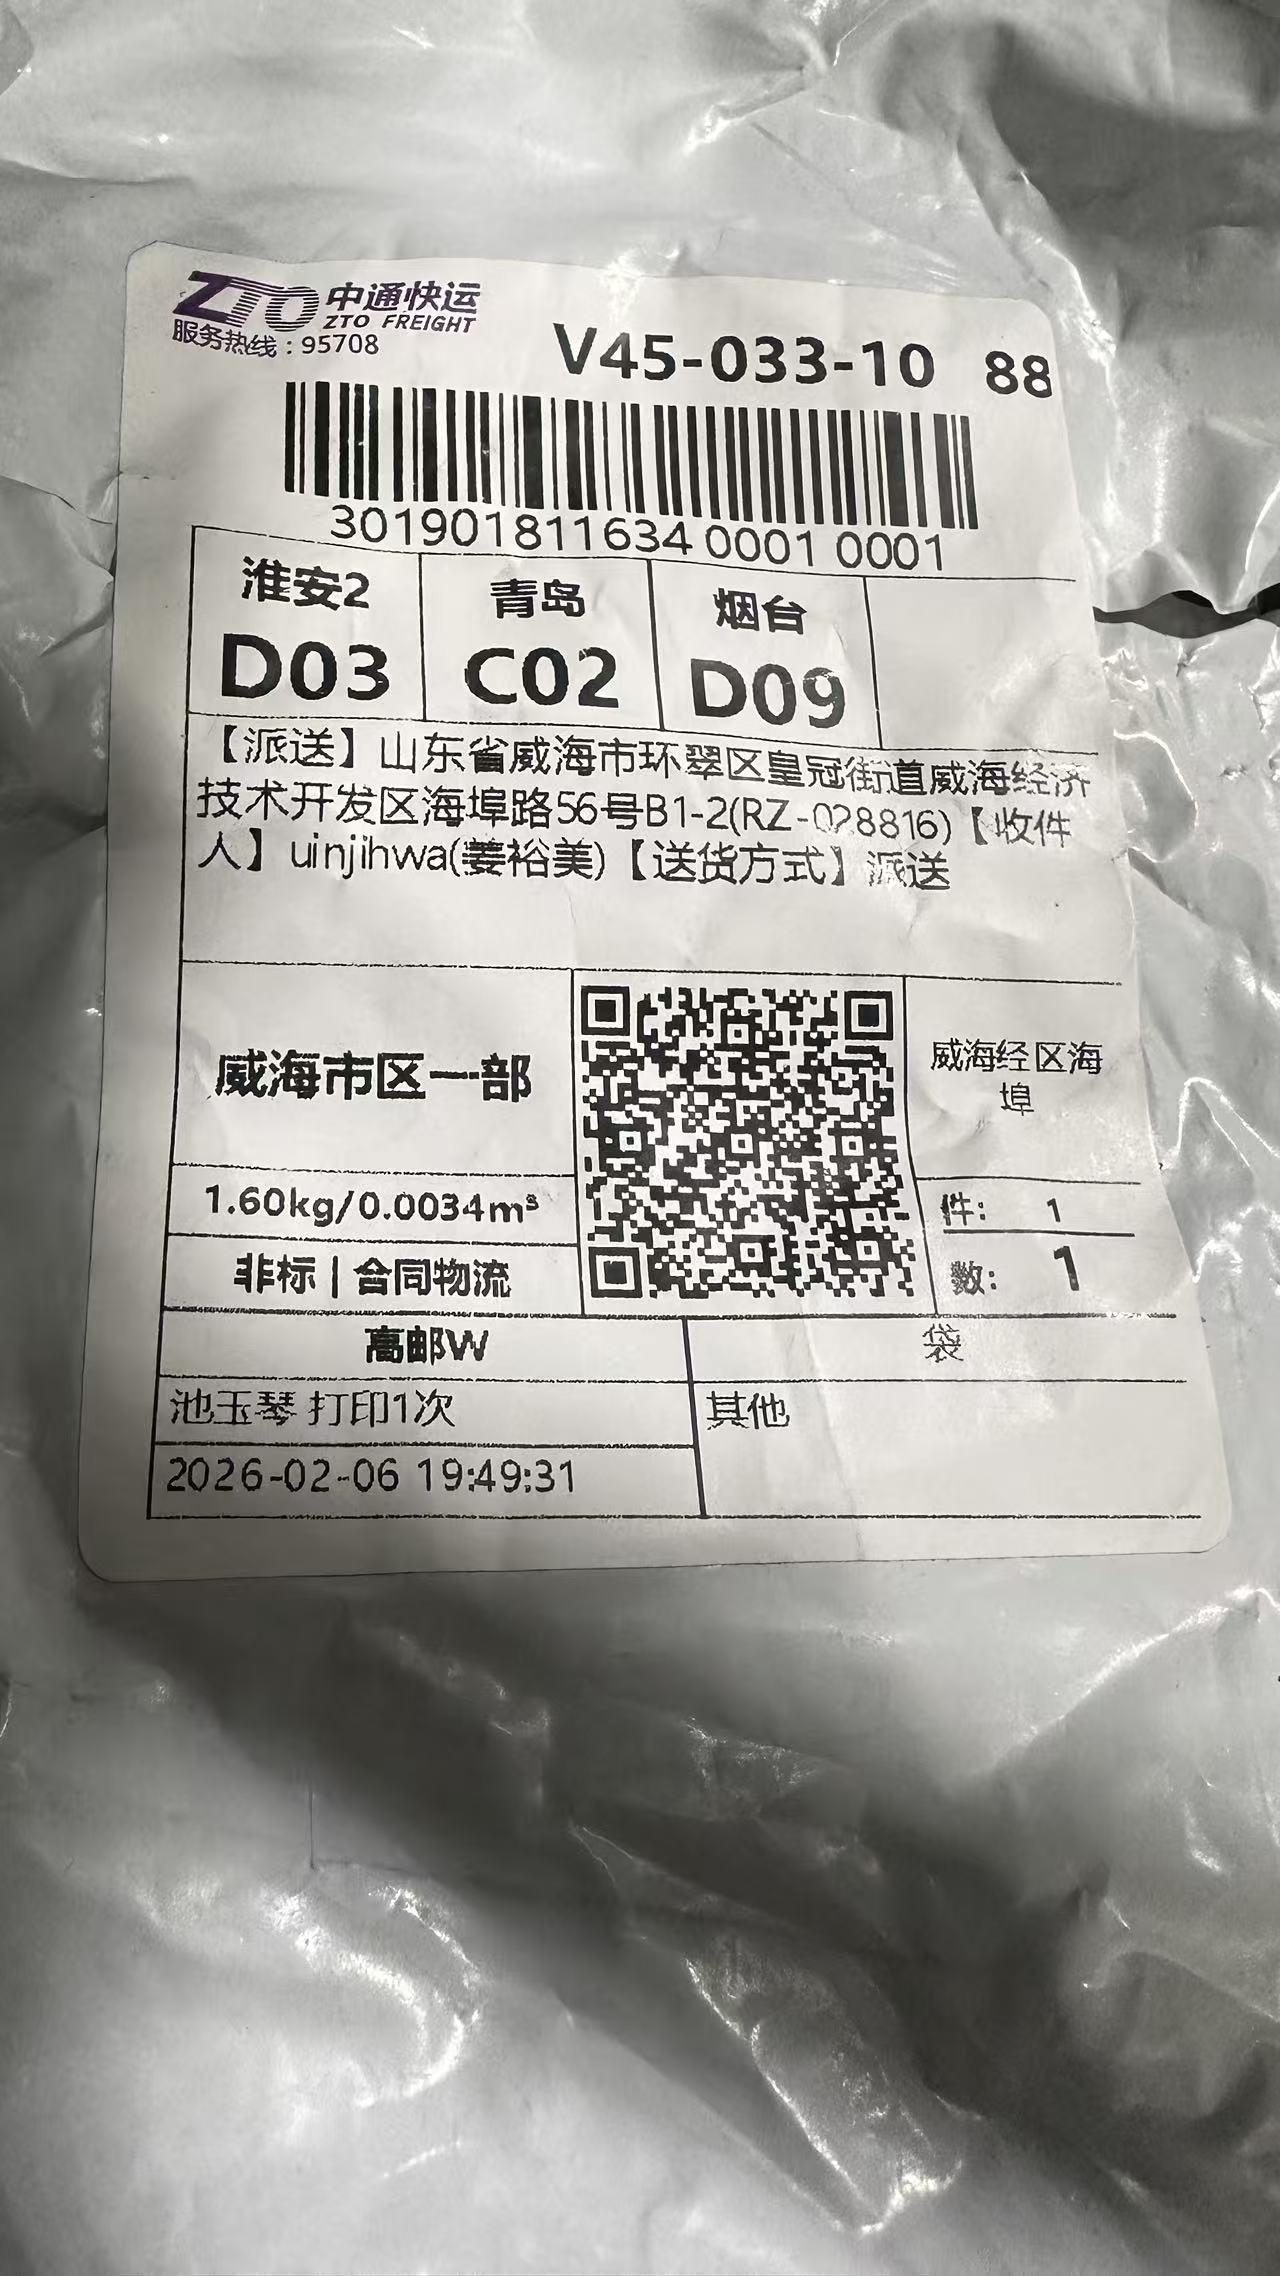 ZTO 中通快运
ZTO FREIGHT
服务热线：95708
V45-033-10 88
301901811634 0001 0001
淮安2 青岛 烟台
D03 C02 D09
【派送】山东省威海市环翠区皇冠街道威海经济
技术开发区海埠路56号B1-2(RZ-028816)【收件
人】uinjihwa(姜裕美)【送货方式】派送
威海市区一部
威海经区海
埠
1.60kg/0.0034m³
件： 1
非标 | 合同物流
数： 1
高邮W
袋
池玉琴 打印1次
其他
2026-02-06 19:49:31